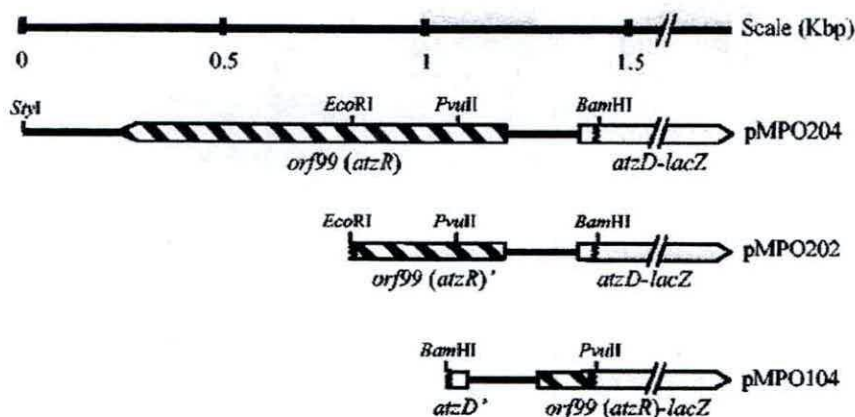 Scale (Kbp)
0 0.5 1 1.5
StyI EcoRI PvuII BamHI
pMPO204
orf99 (atzR) atzD-lacZ
EcoRI PvuII BamHI
pMPO202
orf99 (atzR)' atzD-lacZ
BamHI PvuII
pMPO104
atzD' orf99 (atzR)-lacZ